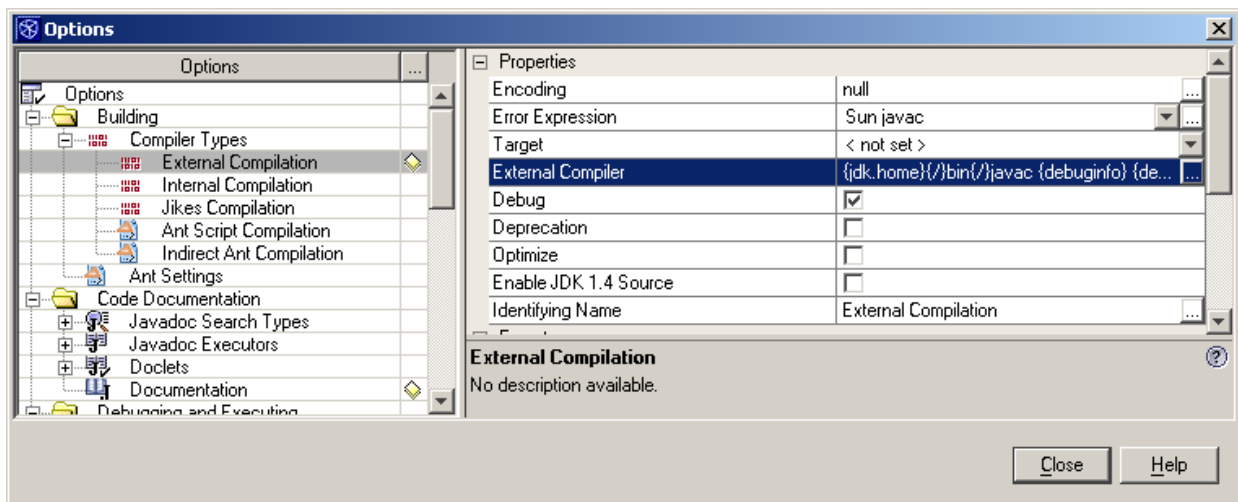 Options
Options ...
Options
Building
Compiler Types
External Compilation
Internal Compilation
Jikes Compilation
Ant Script Compilation
Indirect Ant Compilation
Ant Settings
Code Documentation
Javadoc Search Types
Javadoc Executors
Doclets
Documentation
Debugging and Executing
Properties
Encoding null ...
Error Expression Sun javac ...
Target < not set >
External Compiler {jdk.home}{/}bin{/}javac {debuginfo} {de... ...
Debug
Deprecation
Optimize
Enable JDK 1.4 Source
Identifying Name External Compilation ...
External Compilation
No description available.
Close Help